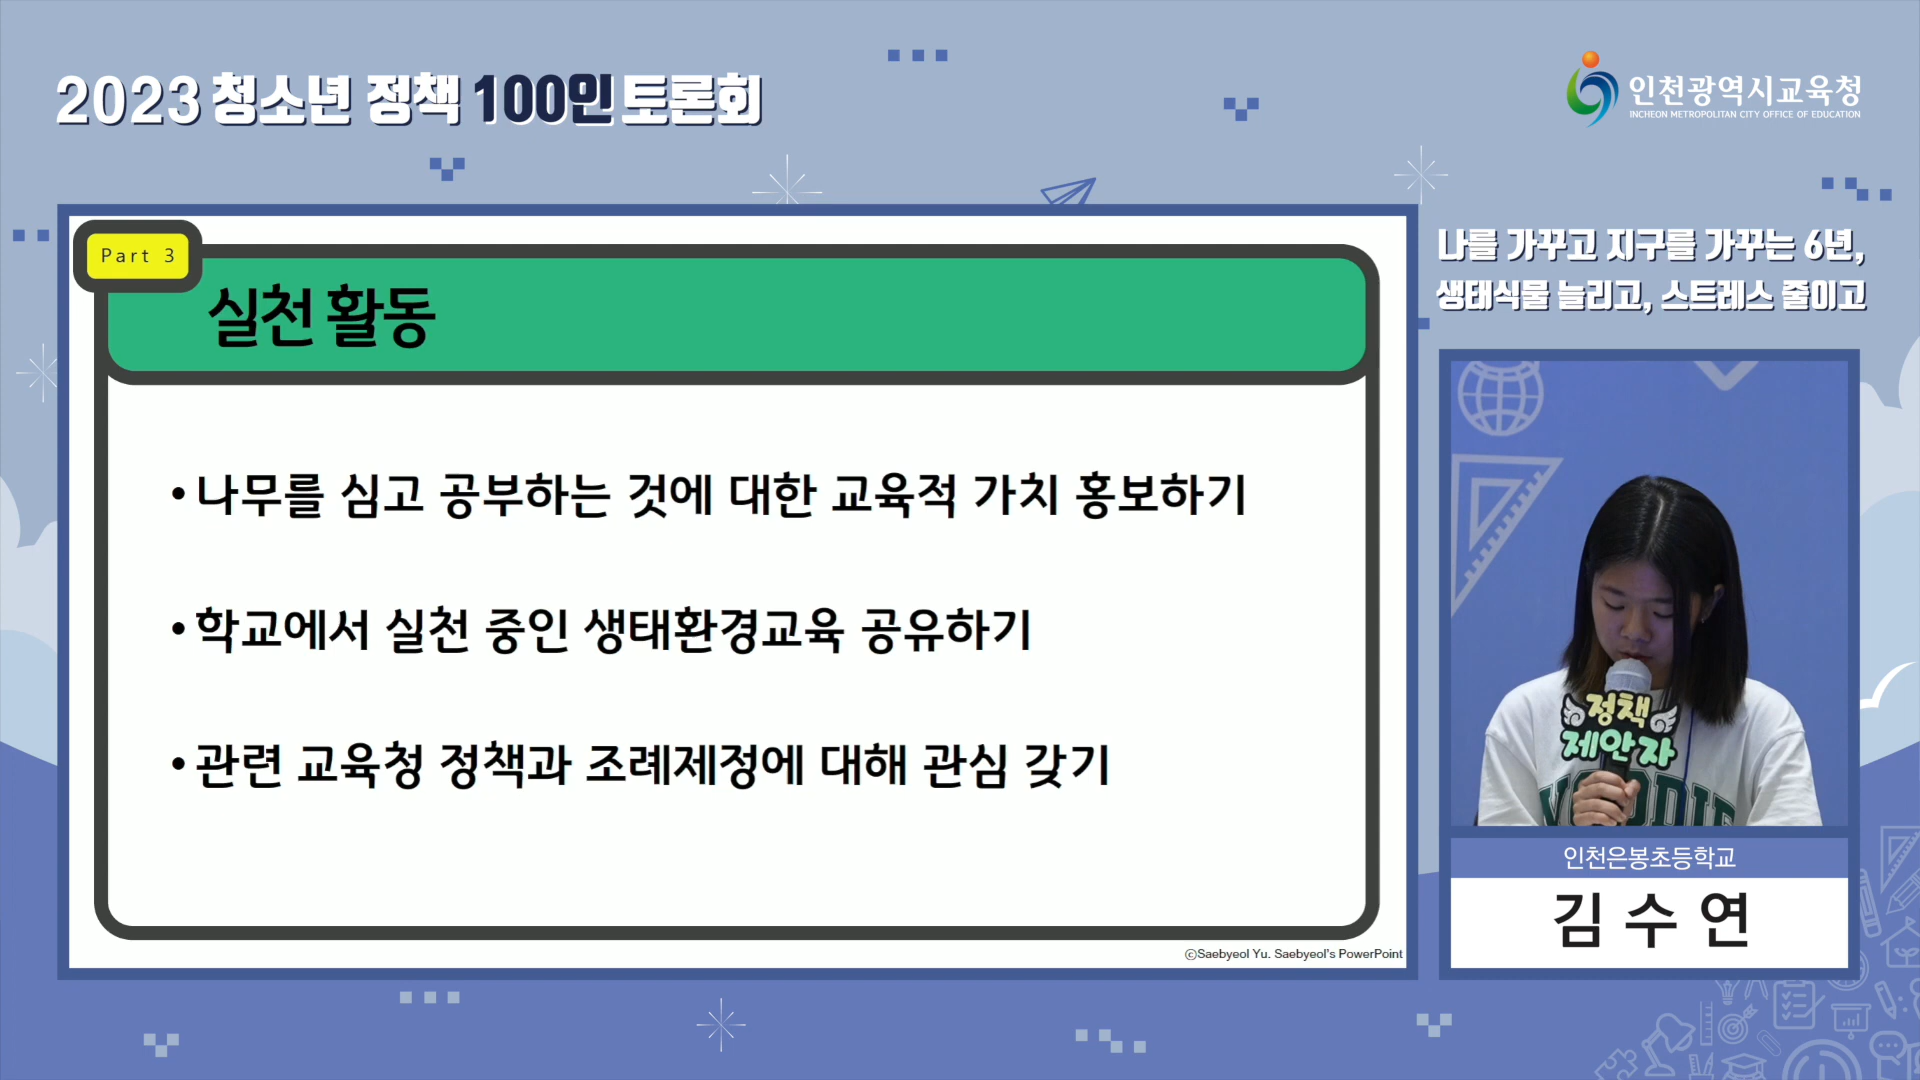 2023 청소년 정책 100인 토론회
인천광역시교육청
INCHEON METROPOLITAN CITY OFFICE OF EDUCATION
나를 가꾸고 지구를 가꾸는 6년,
생태식물 늘리고, 스트레스 줄이고
Part 3
실천 활동
• 나무를 심고 공부하는 것에 대한 교육적 가치 홍보하기
• 학교에서 실천 중인 생태환경교육 공유하기
• 관련 교육청 정책과 조례제정에 대해 관심 갖기
ⓒSaebyeol Yu. Saebyeol's PowerPoint
정책
제안자
인천은봉초등학교
김수연